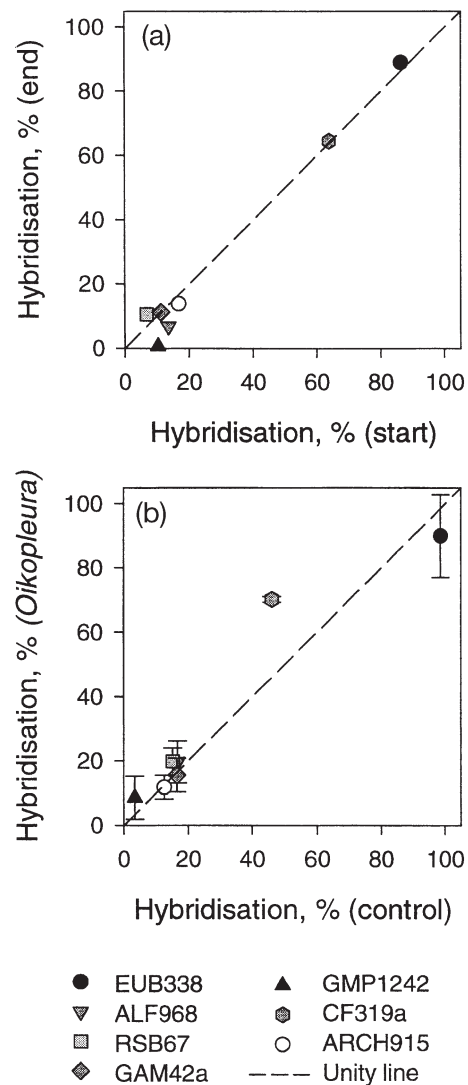 (a)
Hybridisation, % (end)
100
80
60
40
20
0
0 20 40 60 80 100
Hybridisation, % (start)
(b)
Hybridisation, % (Oikopleura)
100
80
60
40
20
0
0 20 40 60 80 100
Hybridisation, % (control)
EUB338 GMP1242
ALF968 CF319a
RSB67 ARCH915
GAM42a Unity line